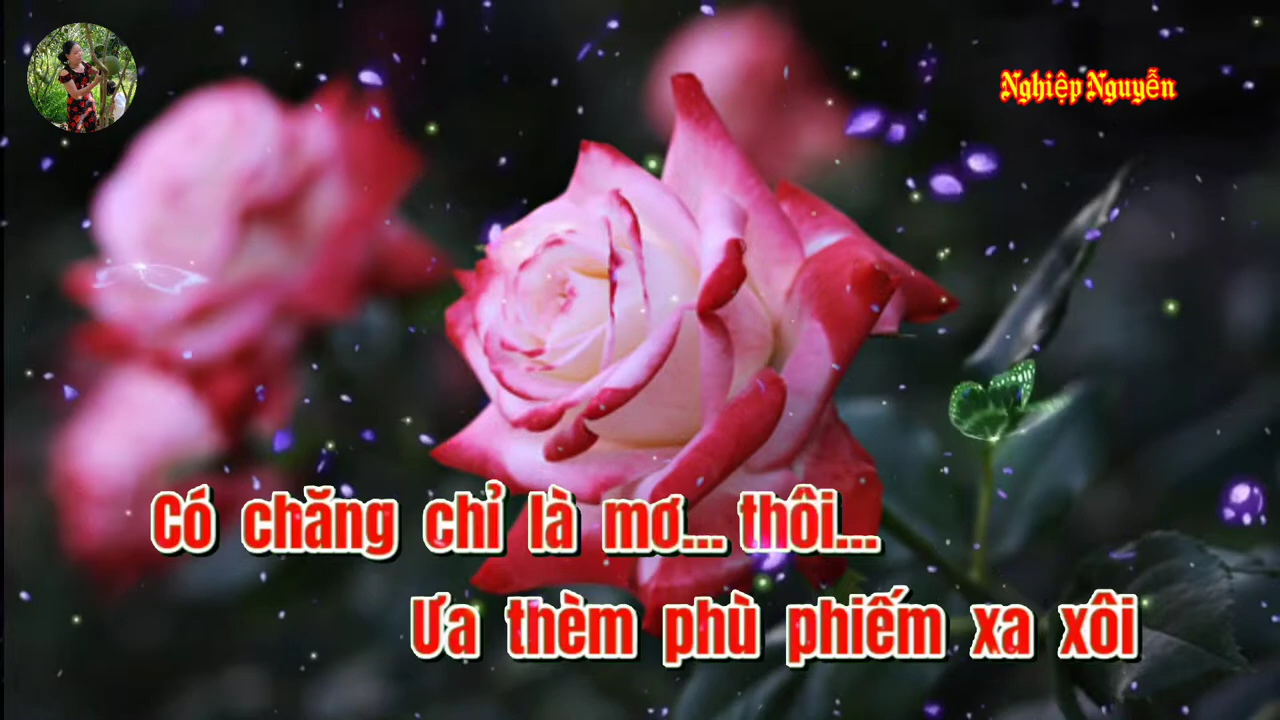 Nghiệp Nguyễn
Có chăng chỉ là mơ... thôi...
Ưa thèm phù phiếm xa xôi